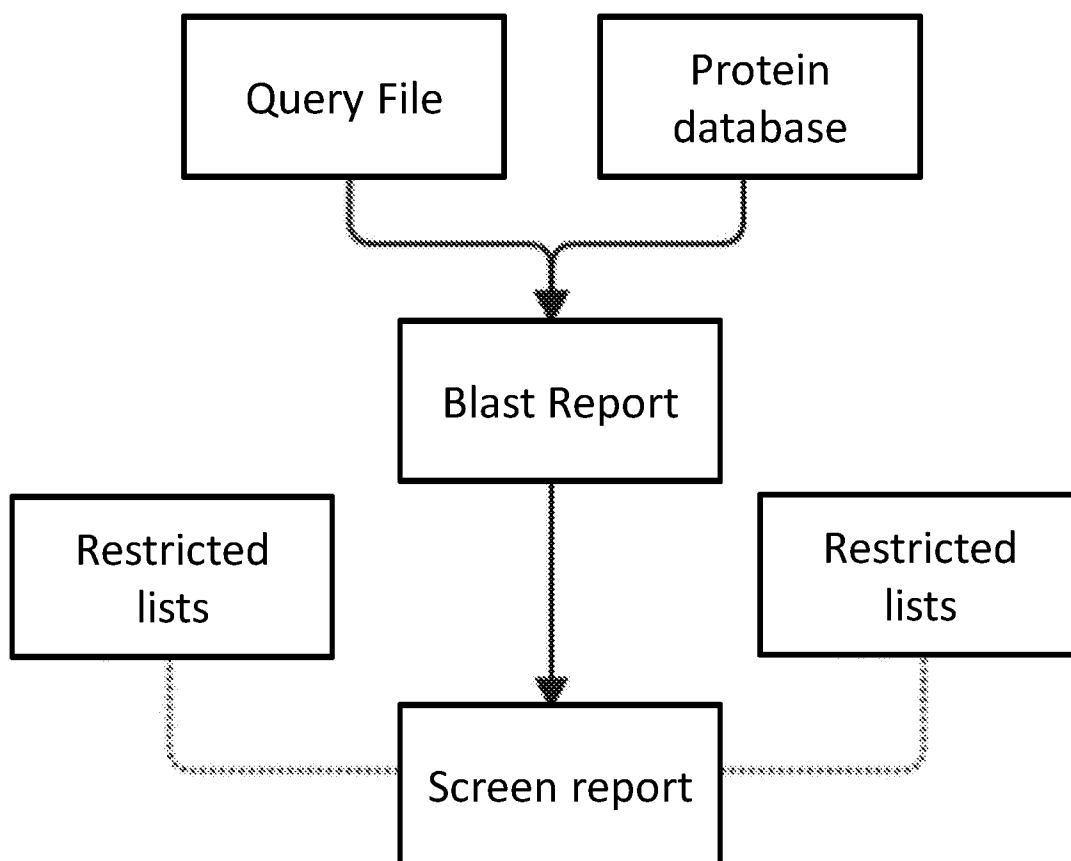 Query File
Protein
database
Blast Report
Restricted
lists
Restricted
lists
Screen report